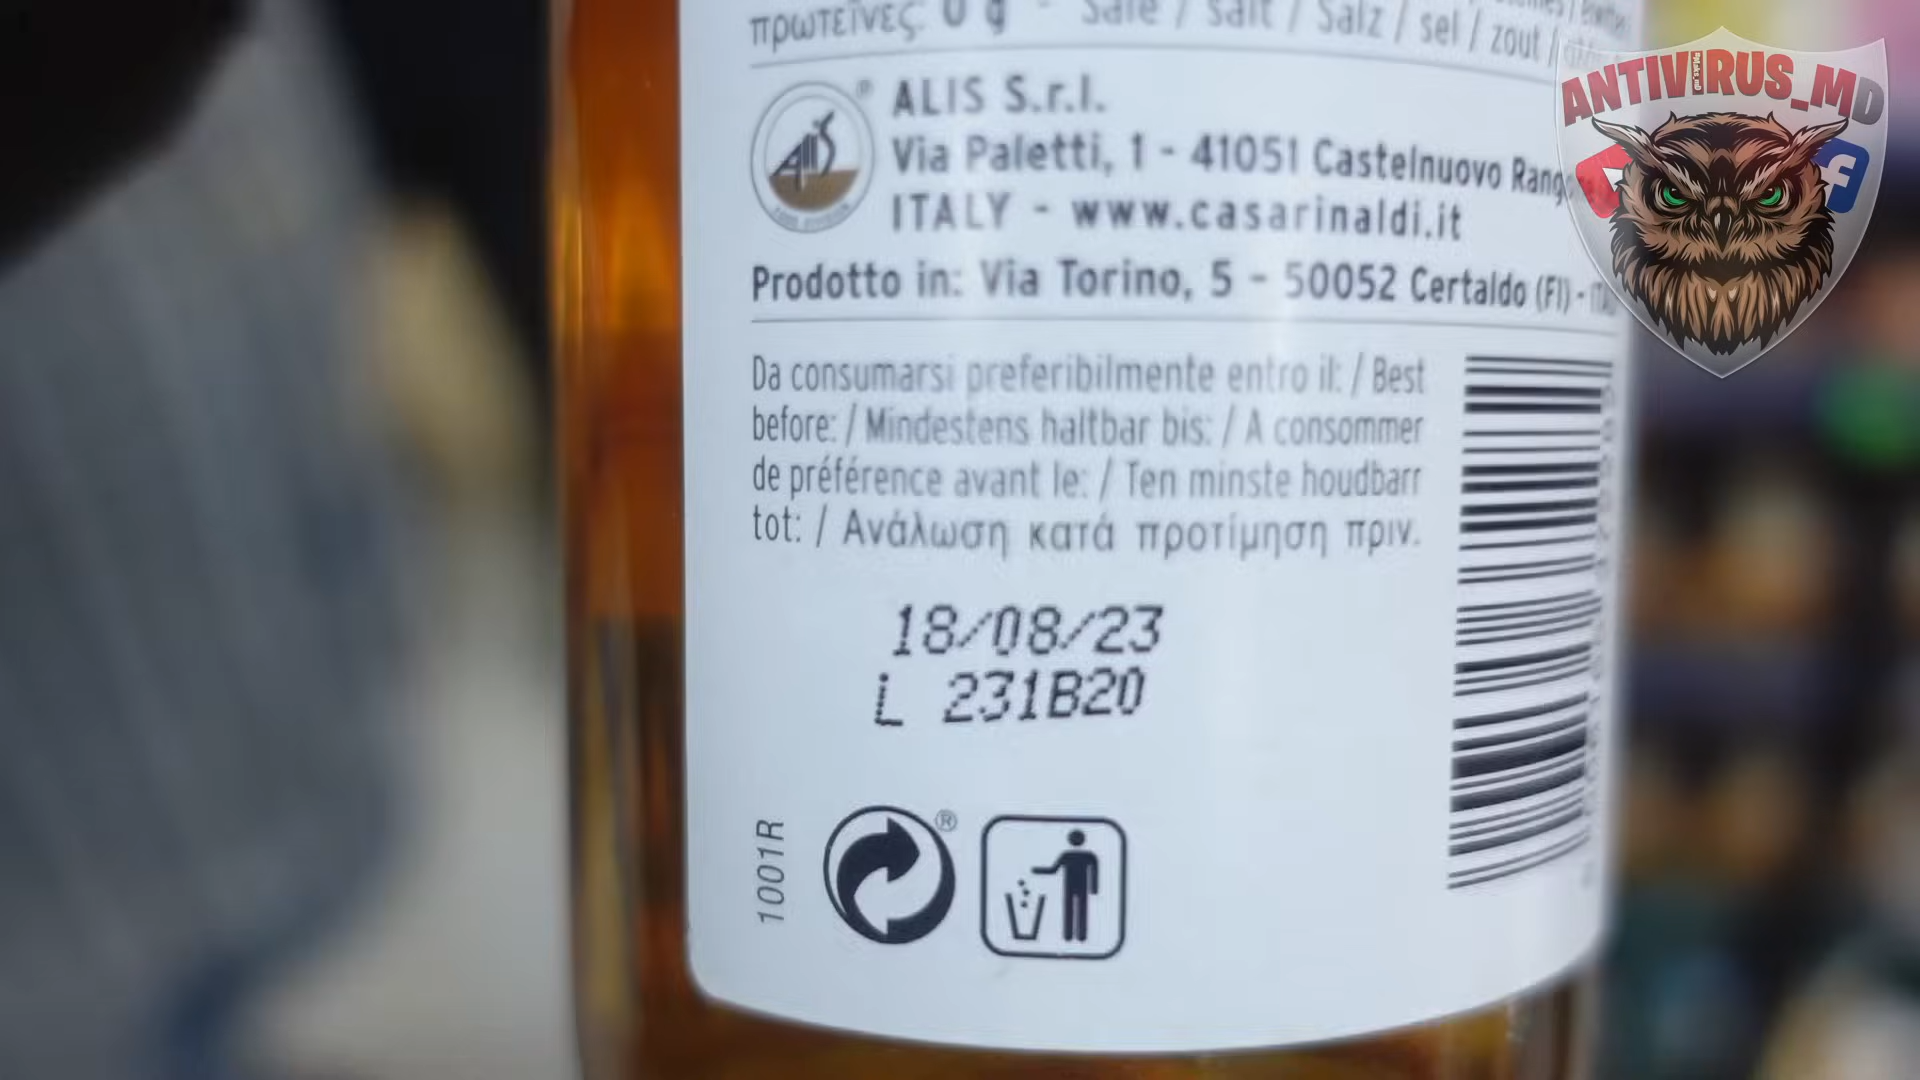 πρωτεΐνες: 0 g - Sale / salt / Salz / sel / zout /
ALIS S.r.l.
Via Paletti, 1 - 41051 Castelnuovo
ITALY - www.casarinaldi.it
Prodotto in: Via Torino, 5 - 50052 Certaldo (FI) -
Da consumarsi preferibilmente entro il: / Best
before: / Mindestens haltbar bis: / A consommer
de préférence avant le: / Ten minste houdbarr
tot: / Ανάλωση κατά προτίμηση πριν.
18/08/23
L 231B20
1001R
ANTIVIRUS_MD